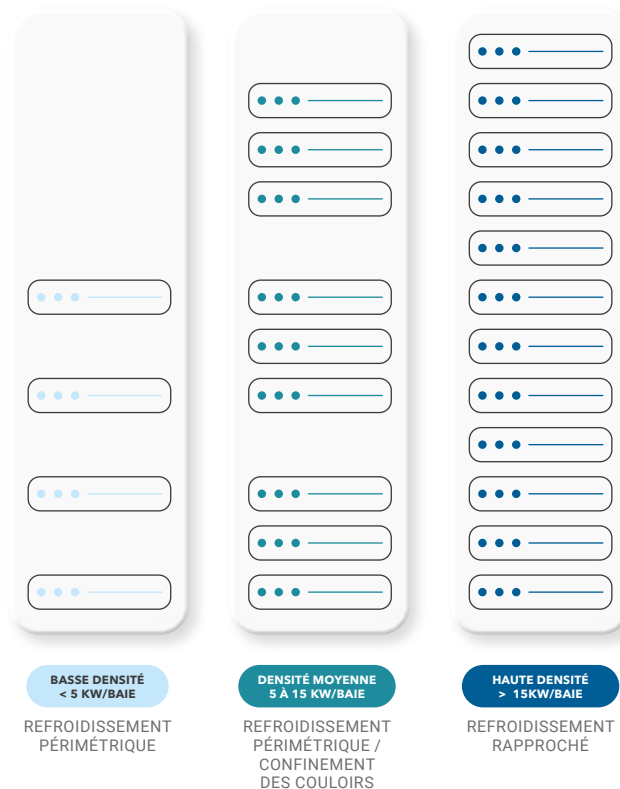 BASSE DENSITÉ
< 5 KW/BAIE
REFROIDISSEMENT
PÉRIMÉTRIQUE
DENSITÉ MOYENNE
5 À 15 KW/BAIE
REFROIDISSEMENT
PÉRIMÉTRIQUE /
CONFINEMENT
DES COULOIRS
HAUTE DENSITÉ
> 15KW/BAIE
REFROIDISSEMENT
RAPPROCHÉ